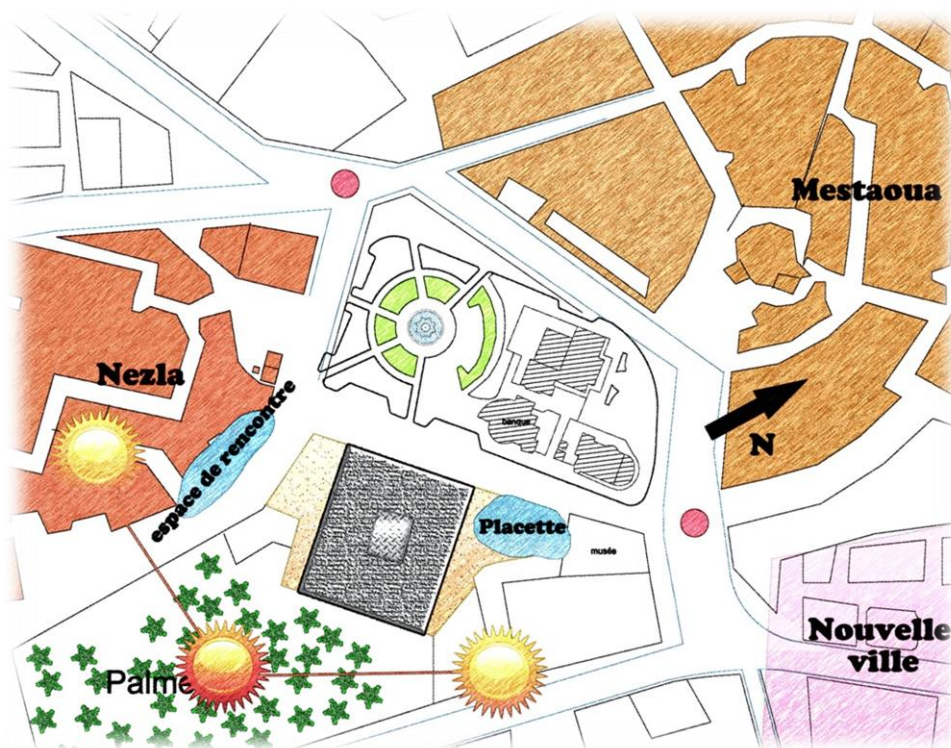 Mestaoua
Nezla
espace de rencontre
banque
N
Placette
musée
Nouvelle
ville
Palme